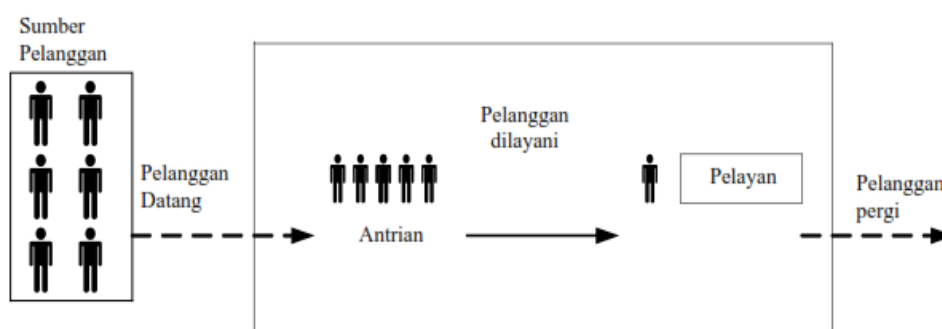 Sumber
Pelanggan
Pelanggan
Datang
Antrian
Pelanggan
dilayani
Pelayan
Pelanggan
pergi